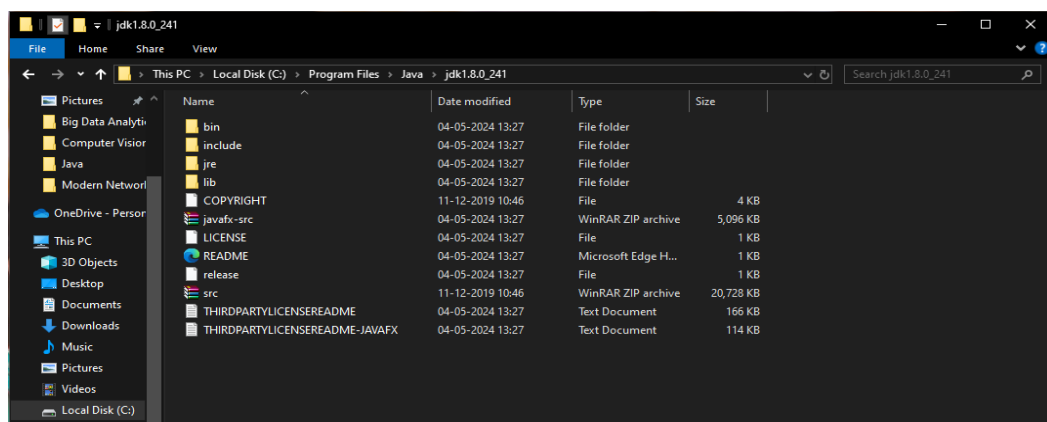 jdk1.8.0_241
File Home Share View
This PC > Local Disk (C:) > Program Files > Java > jdk1.8.0_241 Search jdk1.8.0_241
Pictures
Big Data Analytic
Computer Vision
Java
Modern Network
OneDrive - Person
This PC
3D Objects
Desktop
Documents
Downloads
Music
Pictures
Videos
Local Disk (C:)
Name Date modified Type Size
bin 04-05-2024 13:27 File folder
include 04-05-2024 13:27 File folder
jre 04-05-2024 13:27 File folder
lib 04-05-2024 13:27 File folder
COPYRIGHT 11-12-2019 10:46 File 4 KB
javafx-src 04-05-2024 13:27 WinRAR ZIP archive 5,096 KB
LICENSE 04-05-2024 13:27 File 1 KB
README 04-05-2024 13:27 Microsoft Edge H... 1 KB
release 04-05-2024 13:27 File 1 KB
src 11-12-2019 10:46 WinRAR ZIP archive 20,728 KB
THIRDPARTYLICENSEREADME 04-05-2024 13:27 Text Document 166 KB
THIRDPARTYLICENSEREADME-JAVAFX 04-05-2024 13:27 Text Document 114 KB